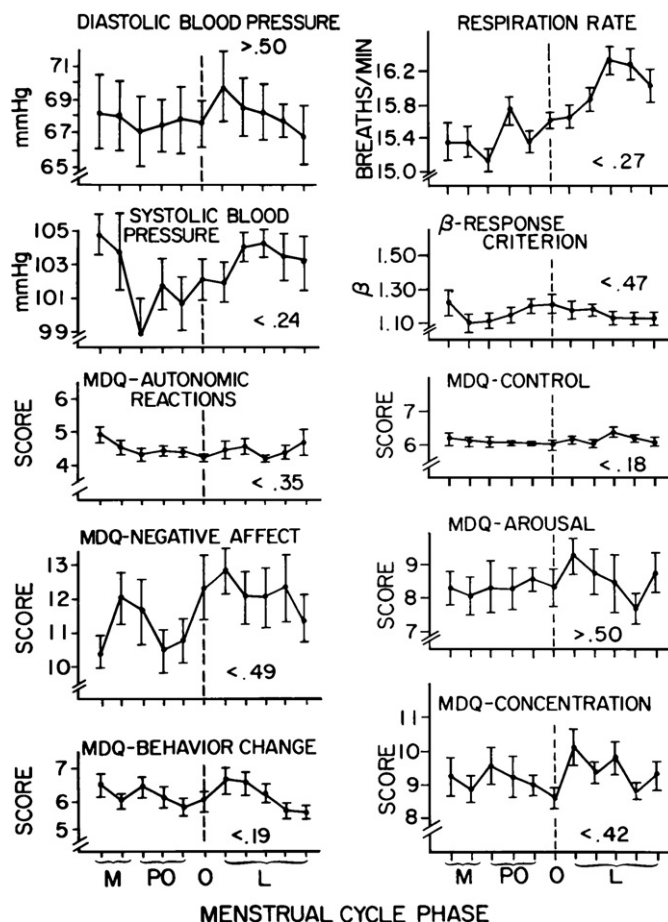 DIASTOLIC BLOOD PRESSURE
>.50
mmHg
71
69
67
65
RESPIRATION RATE
BREATHS/MIN
16.2
15.4
15.0
<.27
SYSTOLIC BLOOD
PRESSURE
mmHg
105
103
101
99
<.24
β-RESPONSE
CRITERION
β
1.50
1.30
1.10
<.47
MDQ-AUTONOMIC
REACTIONS
SCORE
6
5
4
<.35
MDQ-CONTROL
SCORE
7
6
<.18
MDQ-NEGATIVE AFFECT
SCORE
13
12
11
10
<.49
MDQ-AROUSAL
SCORE
9
8
7
>.50
MDQ-BEHAVIOR CHANGE
SCORE
7
6
5
<.19
MDQ-CONCENTRATION
SCORE
11
10
9
8
<.42
M PO O L
M PO O L
MENSTRUAL CYCLE PHASE